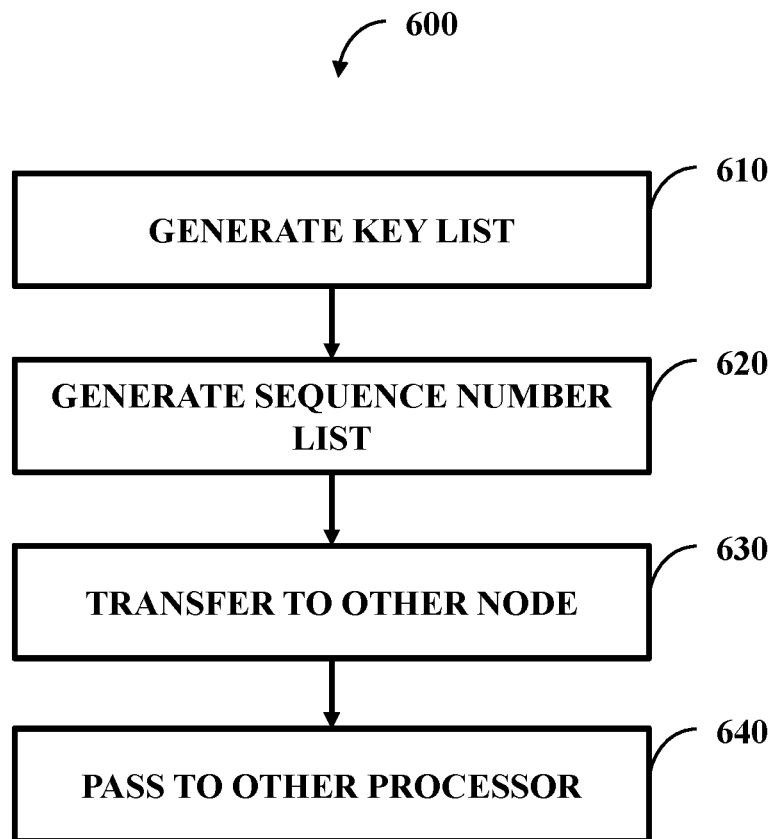 600
610
GENERATE KEY LIST
620
GENERATE SEQUENCE NUMBER
LIST
630
TRANSFER TO OTHER NODE
640
PASS TO OTHER PROCESSOR